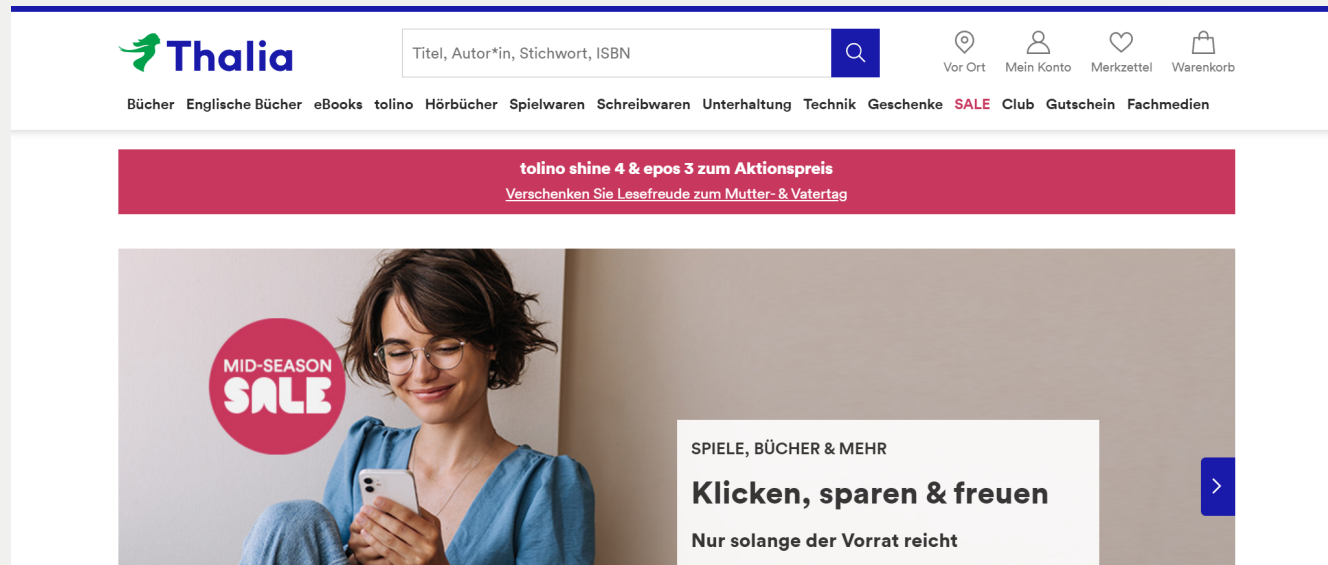 Thalia
Titel, Autor*in, Stichwort, ISBN
Vor Ort Mein Konto Merkzettel Warenkorb
Bücher Englische Bücher eBooks tolino Hörbücher Spielwaren Schreibwaren Unterhaltung Technik Geschenke SALE Club Gutschein Fachmedien
tolino shine 4 & epos 3 zum Aktionspreis
Verschenken Sie Lesefreude zum Mutter- & Vatertag
MID-SEASON
SALE
SPIELE, BÜCHER & MEHR
Klicken, sparen & freuen
Nur solange der Vorrat reicht